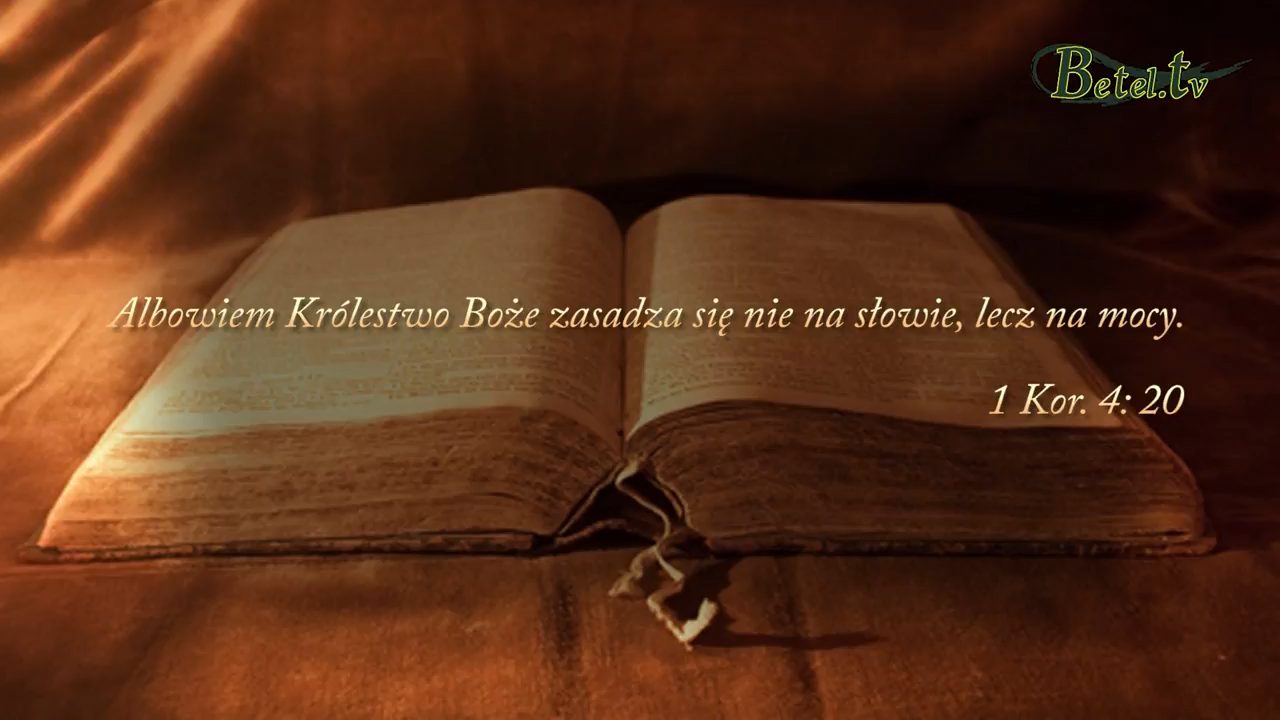 Betel.tv
Albowiem Królestwo Boże zasadza się nie na słowie, lecz na mocy.
1 Kor. 4: 20